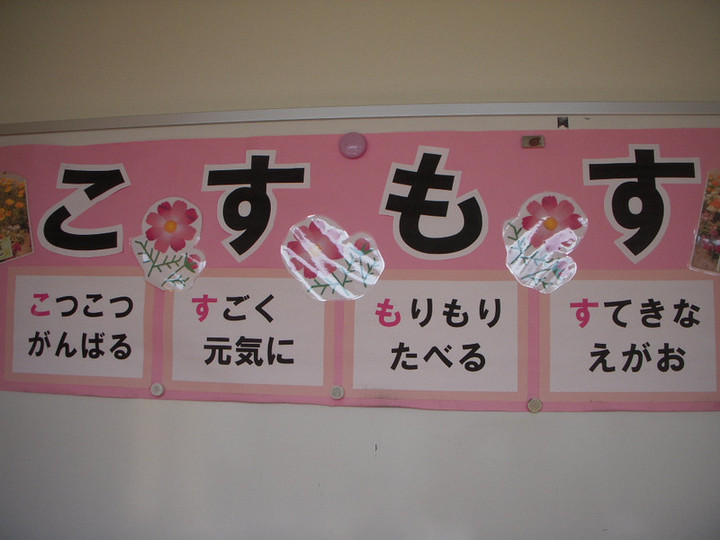 こすもす
こつこつ
がんばる
すごく
元気に
もりもり
たべる
すてきな
えがお